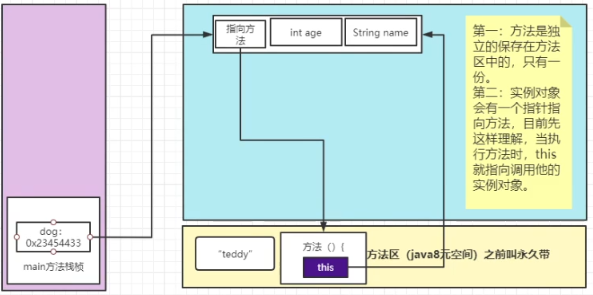 指向方
法
int age
String name
第一：方法是独
立的保存在方法
区中的，只有一
份。
第二：实例对象
会有一个指针指
向方法，目前先
这样理解，当执
行方法时，this
就指向调用他的
实例对象。
dog：
0x23454433
main方法栈桢
"teddy"
方法（）{
this
方法区（java8元空间）之前叫永久带